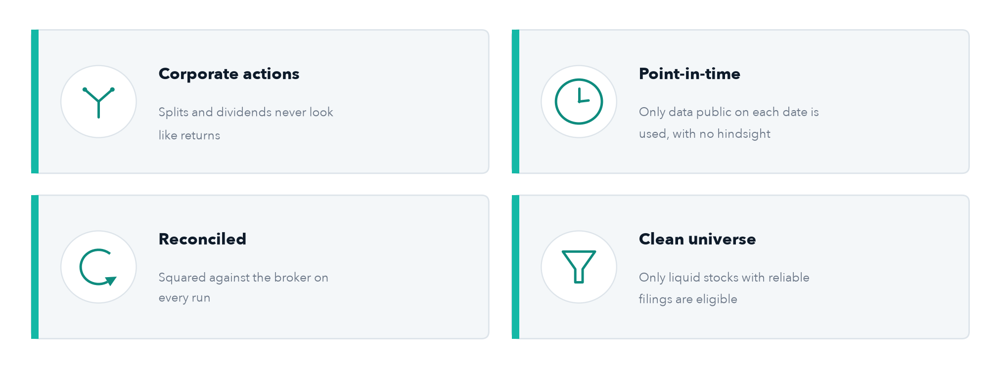 Corporate actions
Splits and dividends never look
like returns
Point-in-time
Only data public on each date is
used, with no hindsight
Reconciled
Squared against the broker on
every run
Clean universe
Only liquid stocks with reliable
filings are eligible